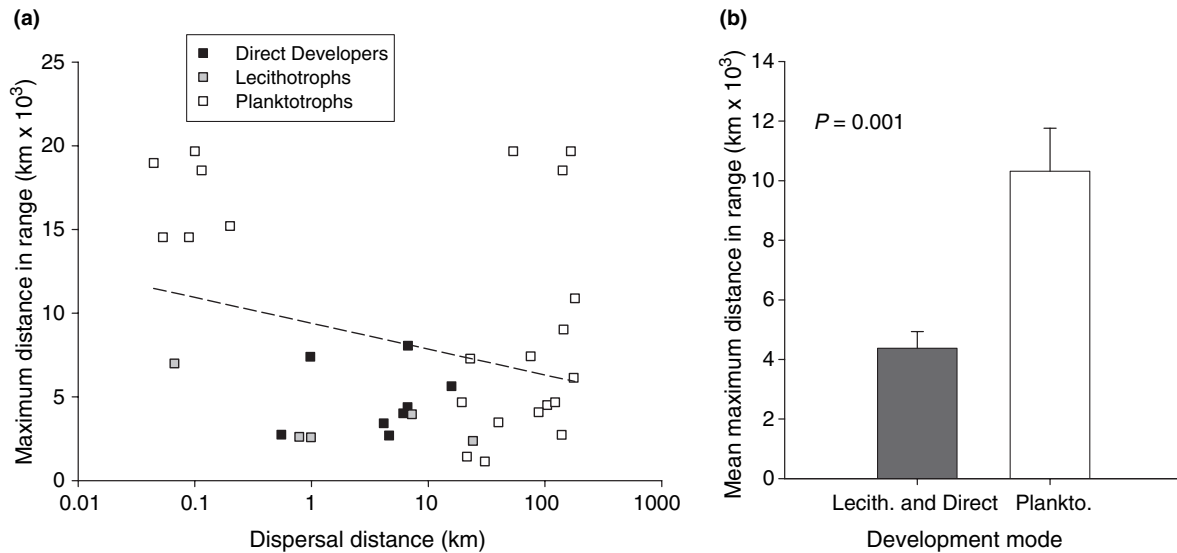 (a)
Direct Developers
Lecithotrophs
Planktotrophs
Maximum distance in range (km x 10³)
25
20
15
10
5
0
0.01
0.1
1
10
100
1000
Dispersal distance (km)
(b)
P = 0.001
Mean maximum distance in range (km x 10³)
14
12
10
8
6
4
2
0
Lecith. and Direct
Plankto.
Development mode